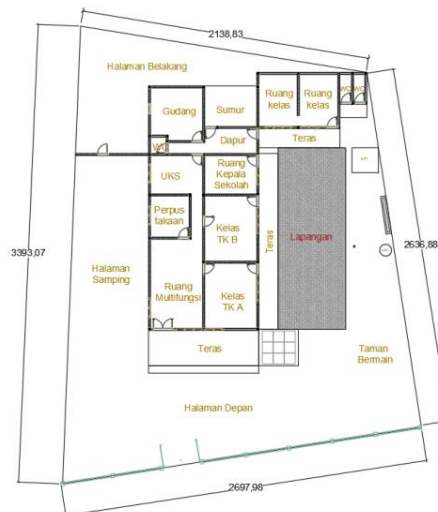 2138,83
Halaman Belakang
Gudang
Sumur
Ruang
kelas
Ruang
kelas
WC
WC
WC
Dapur
Teras
UKS
Ruang
Kepala
Sekolah
Perpus
takaan
Kelas
TK B
Teras
Lapangan
3393,07
2636,88
Halaman
Samping
Ruang
Multifungsi
Kelas
TK A
Teras
Taman
Bermain
Halaman Depan
2697,98